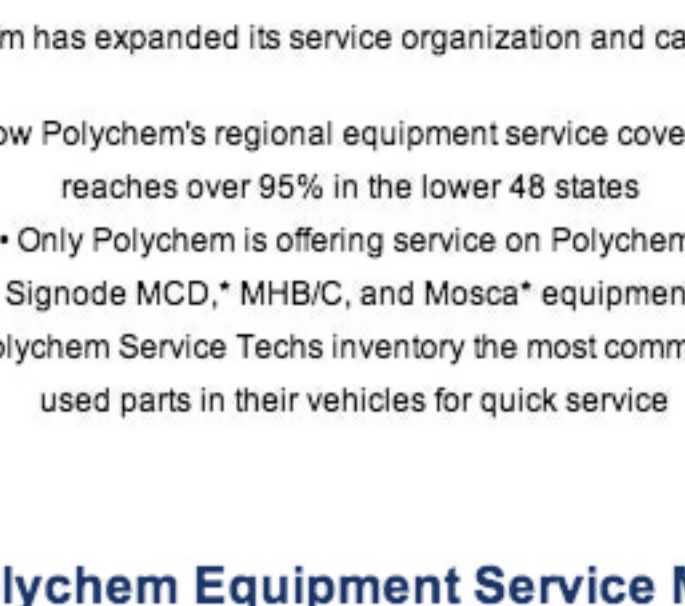 m has expanded its service organization and ca
ow Polychem's regional equipment service cove
reaches over 95% in the lower 48 states
• Only Polychem is offering service on Polychem
Signode MCD,* MHB/C, and Mosca* equipmen
olychem Service Techs inventory the most comm
used parts in their vehicles for quick service
lychem Equipment Service